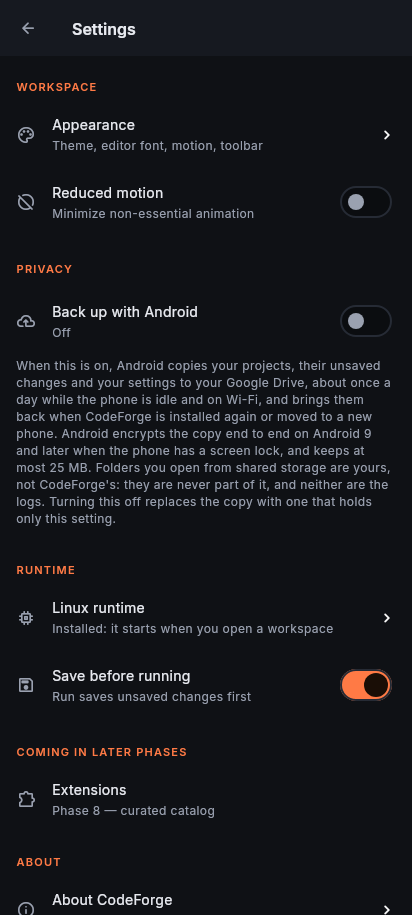 Settings
WORKSPACE
Appearance
Theme, editor font, motion, toolbar
Reduced motion
Minimize non-essential animation
PRIVACY
Back up with Android
Off
When this is on, Android copies your projects, their unsaved
changes and your settings to your Google Drive, about once a
day while the phone is idle and on Wi-Fi, and brings them
back when CodeForge is installed again or moved to a new
phone. Android encrypts the copy end to end on Android 9
and later when the phone has a screen lock, and keeps at
most 25 MB. Folders you open from shared storage are yours,
not CodeForge's: they are never part of it, and neither are the
logs. Turning this off replaces the copy with one that holds
only this setting.
RUNTIME
Linux runtime
Installed: it starts when you open a workspace
Save before running
Run saves unsaved changes first
COMING IN LATER PHASES
Extensions
Phase 8 — curated catalog
ABOUT
About CodeForge